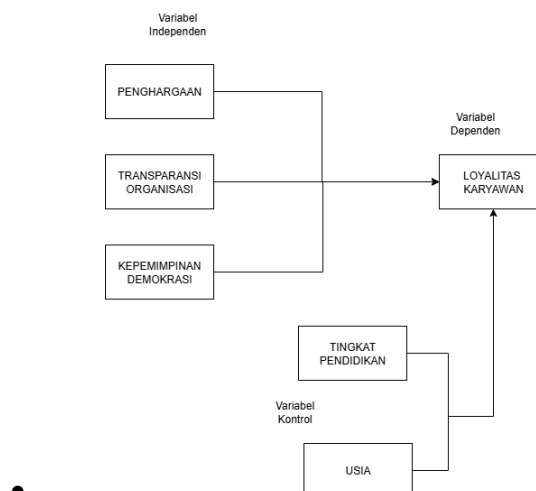 Variabel
Independen
PENGHARGAAN
Variabel
Dependen
TRANSPARANSI
ORGANISASI
LOYALITAS
KARYAWAN
KEPEMIMPINAN
DEMOKRASI
TINGKAT
PENDIDIKAN
Variabel
Kontrol
USIA